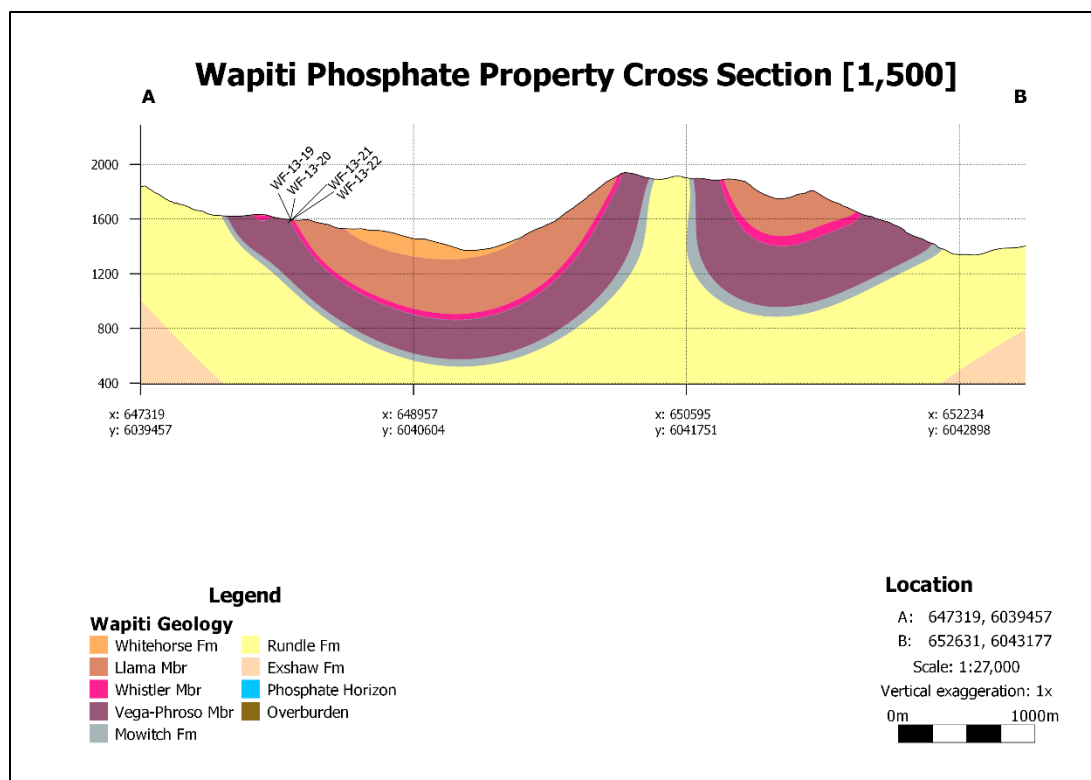 Wapiti Phosphate Property Cross Section [1,500]
A
B
WF-13-19
WF-13-20
WF-13-21
WF-13-22
2000
1600
1200
800
400
x: 647319
y: 6039457
x: 648957
y: 6040604
x: 650595
y: 6041751
x: 652234
y: 6042898
Legend
Wapiti Geology
Whitehorse Fm
Llama Mbr
Whistler Mbr
Vega-Phroso Mbr
Mowitch Fm
Rundle Fm
Exshaw Fm
Phosphate Horizon
Overburden
Location
A: 647319, 6039457
B: 652631, 6043177
Scale: 1:27,000
Vertical exaggeration: 1x
0m 1000m